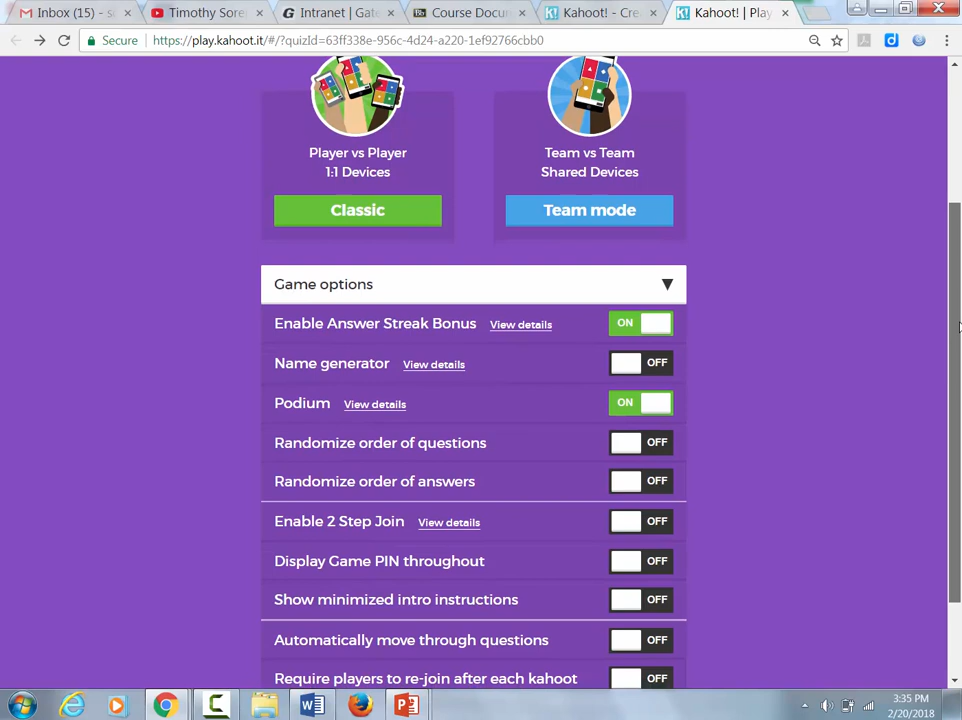 Inbox (15) - s
Timothy Sore
Intranet | Gate
Bb
Course Docu
K!
Kahoot! - Cre
K!
Kahoot! | Play
Secure
https://play.kahoot.it/#/?quizId=63ff338e-956c-4d24-a220-1ef92766cbb0
Player vs Player
1:1 Devices
Classic
Team vs Team
Shared Devices
Team mode
Game options
Enable Answer Streak Bonus View details ON
Name generator View details OFF
Podium View details ON
Randomize order of questions OFF
Randomize order of answers OFF
Enable 2 Step Join View details OFF
Display Game PIN throughout OFF
Show minimized intro instructions OFF
Automatically move through questions OFF
Require players to re-join after each kahoot OFF
3:35 PM
2/20/2018